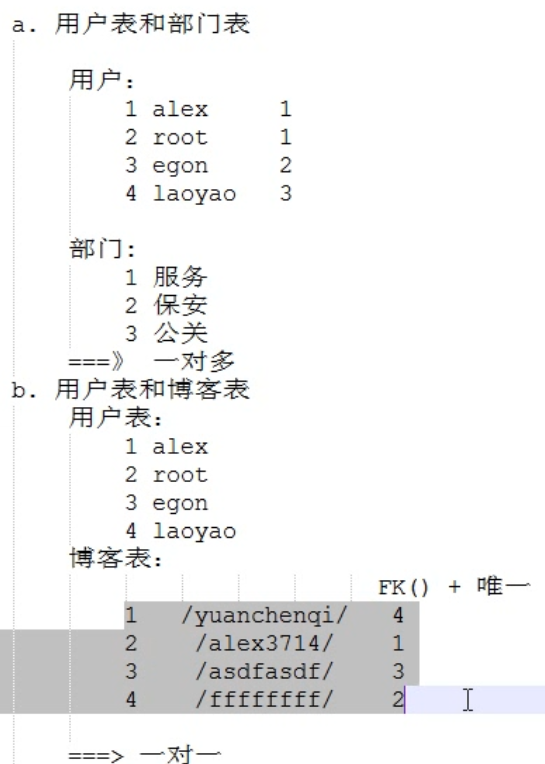 a. 用户表和部门表
用户：
1 alex 1
2 root 1
3 egon 2
4 laoyao 3
部门：
1 服务
2 保安
3 公关
===》 一对多
b. 用户表和博客表
用户表：
1 alex
2 root
3 egon
4 laoyao
博客表：
FK() + 唯一
1 /yuanchenqi/ 4
2 /alex3714/ 1
3 /asdfasdf/ 3
4 /ffffffff/ 2
===> 一对一